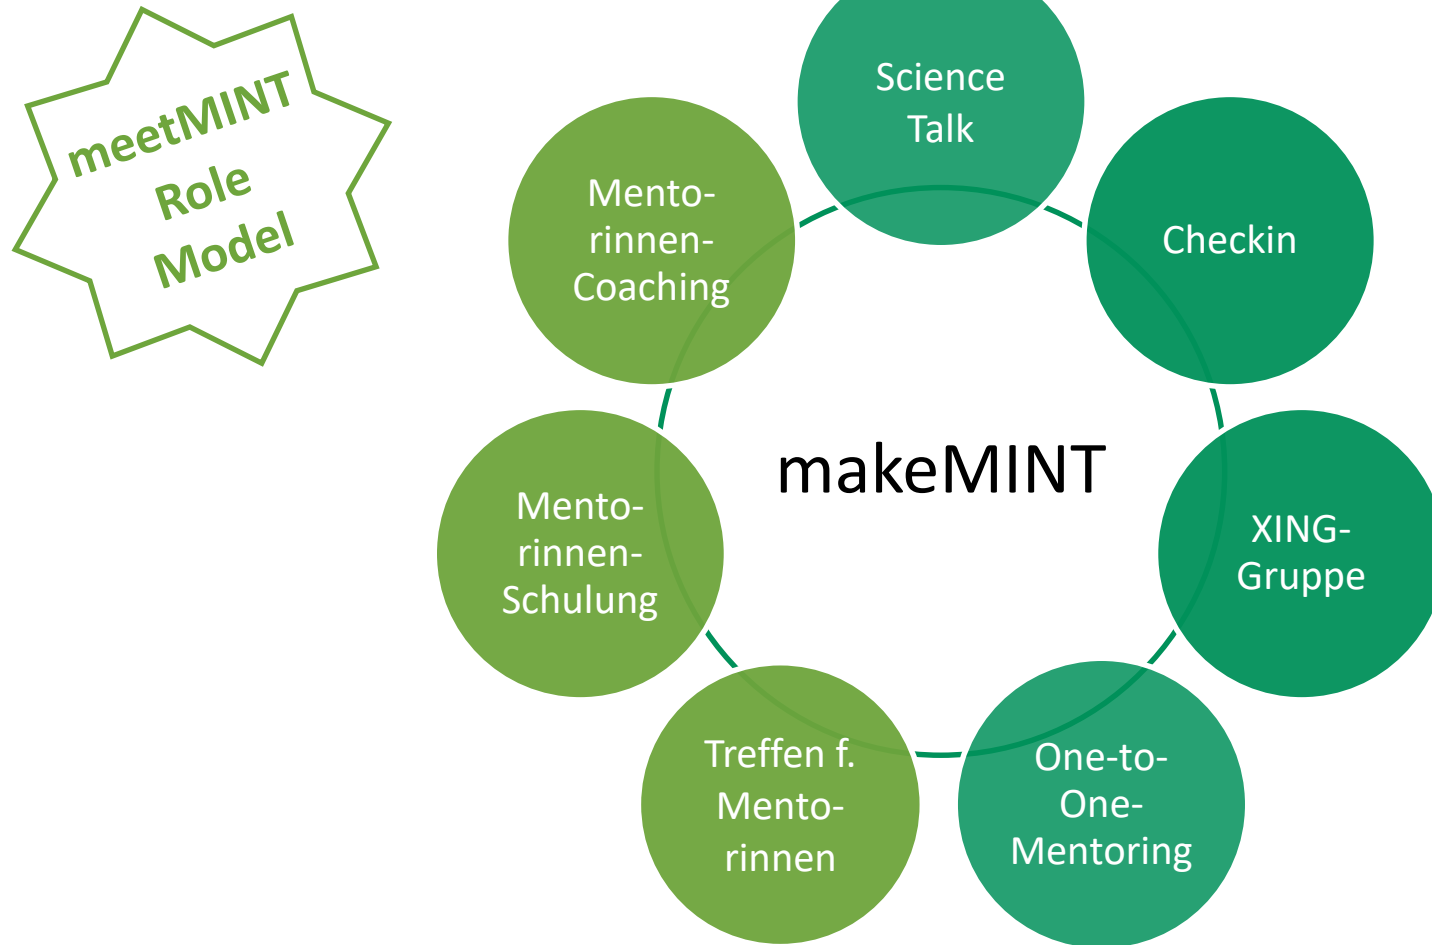 meetMINT
Role
Model
Science
Talk
Checkin
XING-
Gruppe
One-to-
One-
Mentoring
Treffen f.
Mento-
rinnen
Mento-
rinnen-
Schulung
Mento-
rinnen-
Coaching
makeMINT